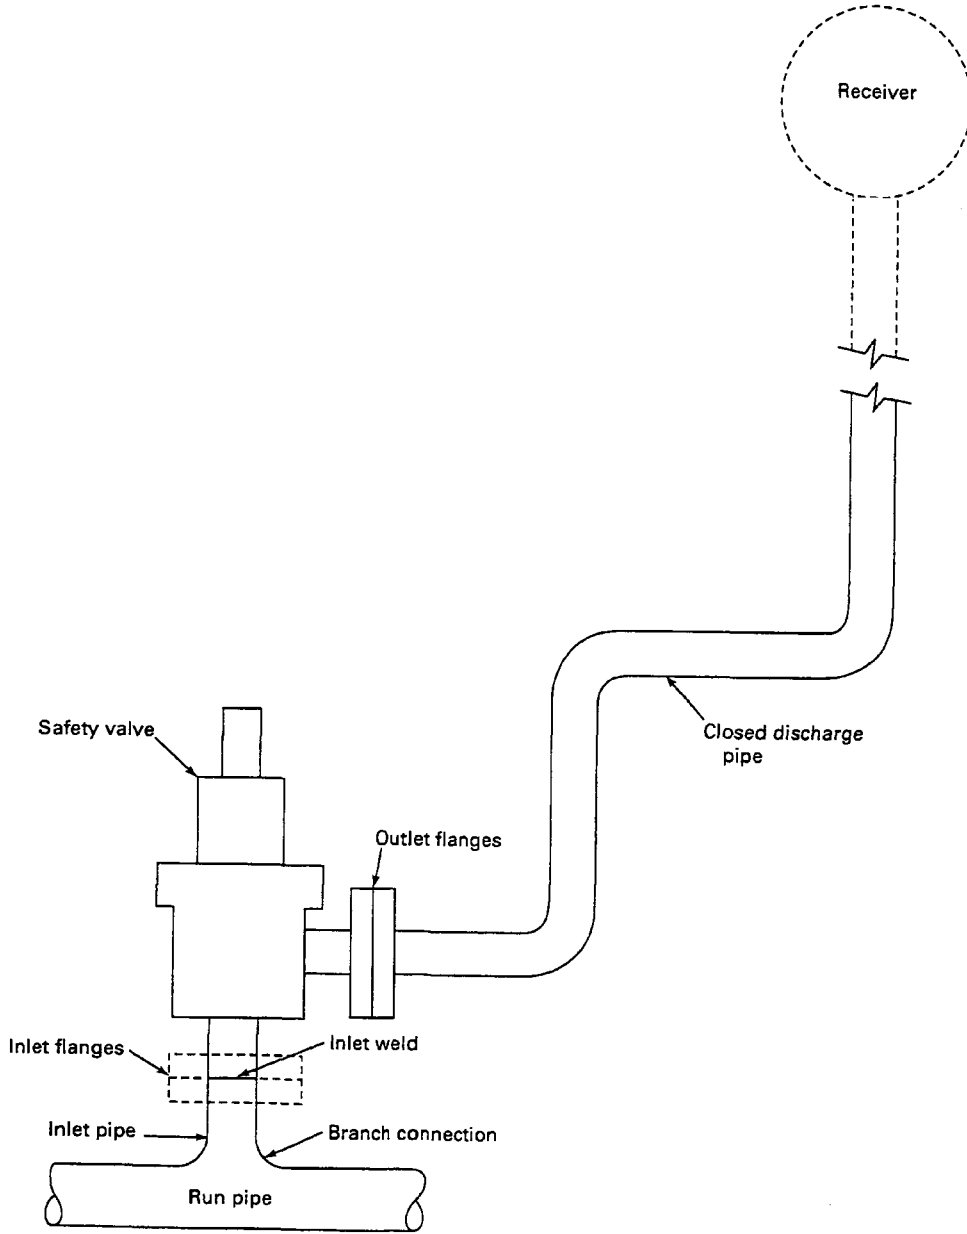 Receiver
Safety valve
Closed discharge
pipe
Outlet flanges
Inlet flanges
Inlet weld
Inlet pipe
Branch connection
Run pipe